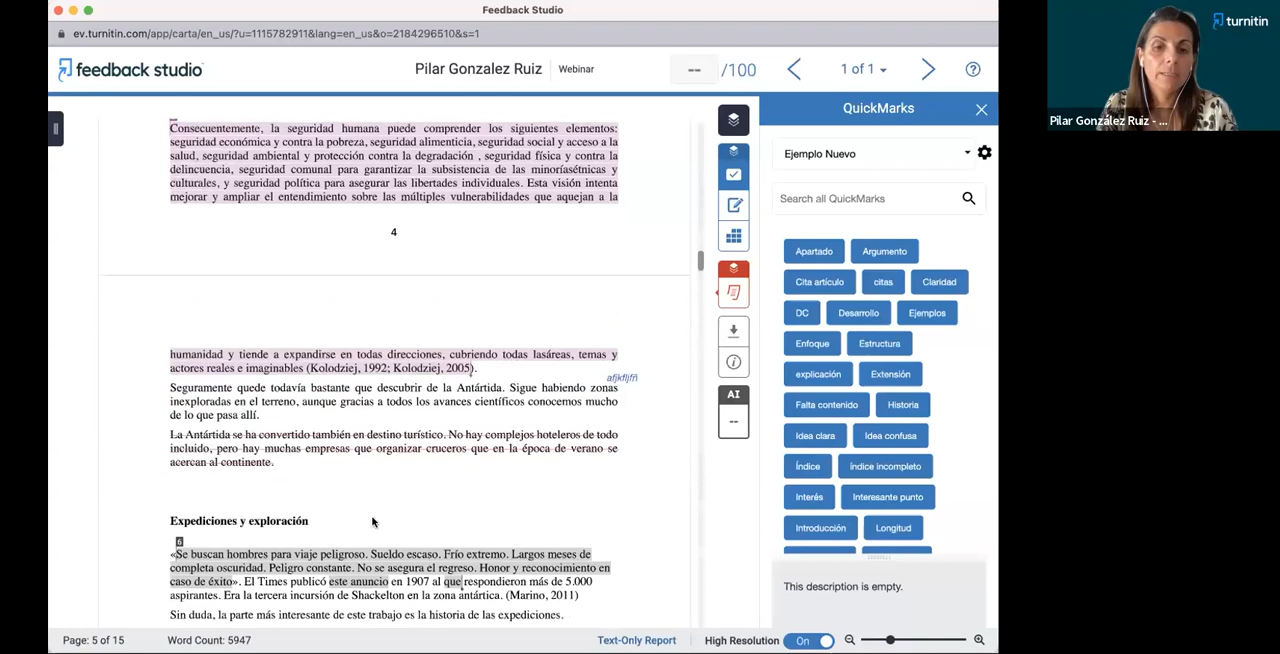 Feedback Studio
ev.turnitin.com/app/carta/en_us/?u=1115782911&lang=en_us&o=2184296510&s=1
turnitin
feedback studio
Pilar Gonzalez Ruiz
Webinar
-- /100
1 of 1
Pilar González Ruiz - ...
QuickMarks
Ejemplo Nuevo
Search all QuickMarks
Consecuentemente, la seguridad humana puede comprender los siguientes elementos:
seguridad económica y contra la pobreza, seguridad alimenticia, seguridad social y acceso a la
salud, seguridad ambiental y protección contra la degradación , seguridad física y contra la
delincuencia, seguridad comunal para garantizar la subsistencia de las minoríasétnicas y
culturales, y seguridad política para asegurar las libertades individuales. Esta visión intenta
mejorar y ampliar el entendimiento sobre las múltiples vulnerabilidades que aquejan a la
4
humanidad y tiende a expandirse en todas direcciones, cubriendo todas lasáreas, temas y
actores reales e imaginables (Kolodziej, 1992; Kolodziej, 2005).
Seguramente quede todavía bastante que descubrir de la Antártida. Sigue habiendo zonas
inexploradas en el terreno, aunque gracias a todos los avances científicos conocemos mucho
de lo que pasa allí.
La Antártida se ha convertido también en destino turístico. No hay complejos hoteleros de todo
incluido, pero hay muchas empresas que organizar cruceros que en la época de verano se
acercan al continente.
Expediciones y exploración
6
«Se buscan hombres para viaje peligroso. Sueldo escaso. Frío extremo. Largos meses de
completa oscuridad. Peligro constante. No se asegura el regreso. Honor y reconocimiento en
caso de éxito». El Times publicó este anuncio en 1907 al que respondieron más de 5.000
aspirantes. Era la tercera incursión de Shackelton en la zona antártica. (Marino, 2011)
Sin duda, la parte más interesante de este trabajo es la historia de las expediciones.
AI
--
Apartado Argumento
Cita artículo citas Claridad
DC Desarrollo Ejemplos
Enfoque Estructura
explicación Extensión
Falta contenido Historia
Idea clara Idea confusa
Índice índice incompleto
Interés Interesante punto
Introducción Longitud
This description is empty.
Page: 5 of 15 Word Count: 5947 Text-Only Report High Resolution On